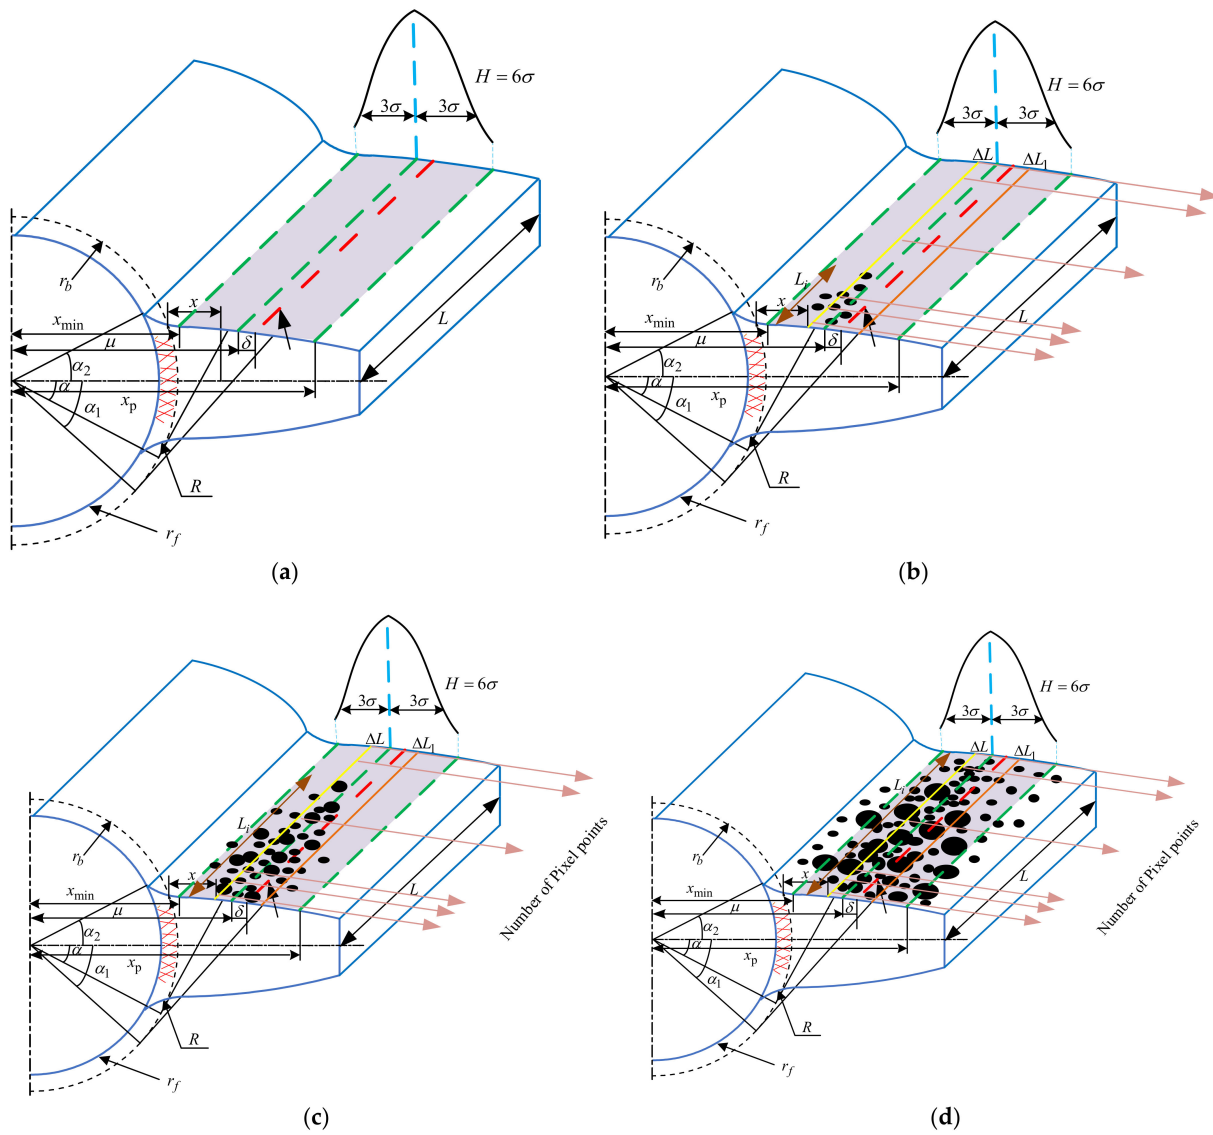 H = 6σ
3σ 3σ
r_b
x
x_min
L
μ
δ
α_2
α
x_p
α_1
R
r_f
(a)
H = 6σ
3σ 3σ
ΔL ΔL_1
r_b
L_i
x
x_min
L
μ
δ
α_2
α
x_p
α_1
R
r_f
(b)
H = 6σ
3σ 3σ
ΔL ΔL_1
L_i
r_b
x
x_min
L
μ
δ
α_2
α
x_p
α_1
R
r_f
Number of Pixel points
(c)
H = 6σ
3σ 3σ
ΔL ΔL_1
L_i
r_b
x
x_min
L
μ
δ
α_2
α
x_p
α_1
R
r_f
Number of Pixel points
(d)